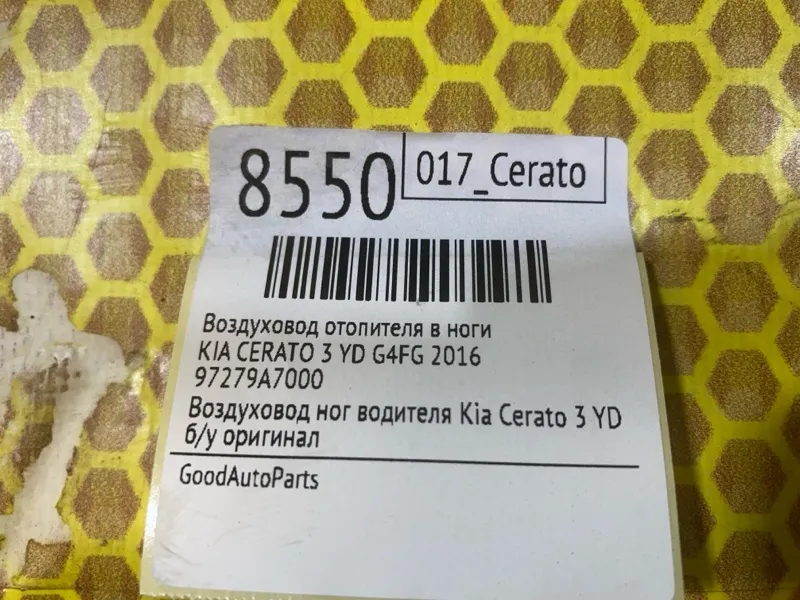 8550
017_Cerato
Воздуховод отопителя в ноги
KIA CERATO 3 YD G4FG 2016
97279A7000
Воздуховод ног водителя Kia Cerato 3 YD
б/у оригинал
GoodAutoParts